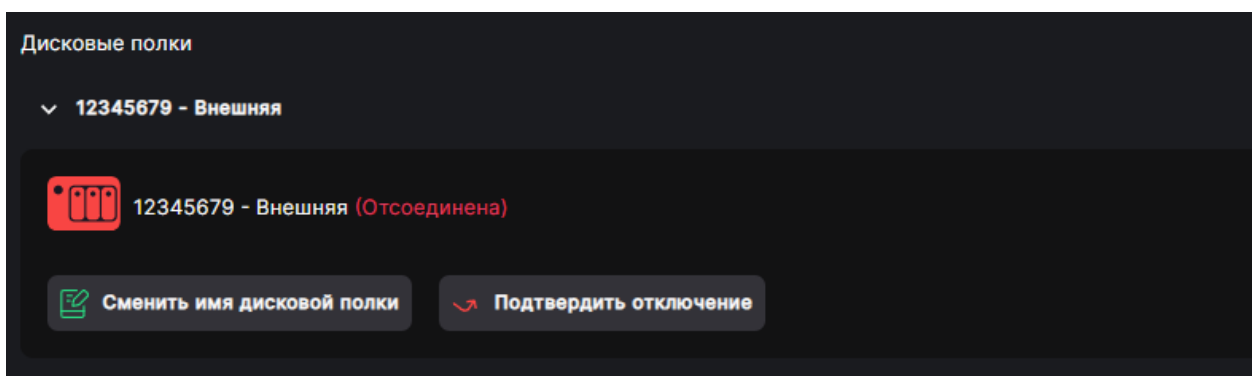 Дисковые полки
12345679 - Внешняя
12345679 - Внешняя (Отсоединена)
Сменить имя дисковой полки
Подтвердить отключение